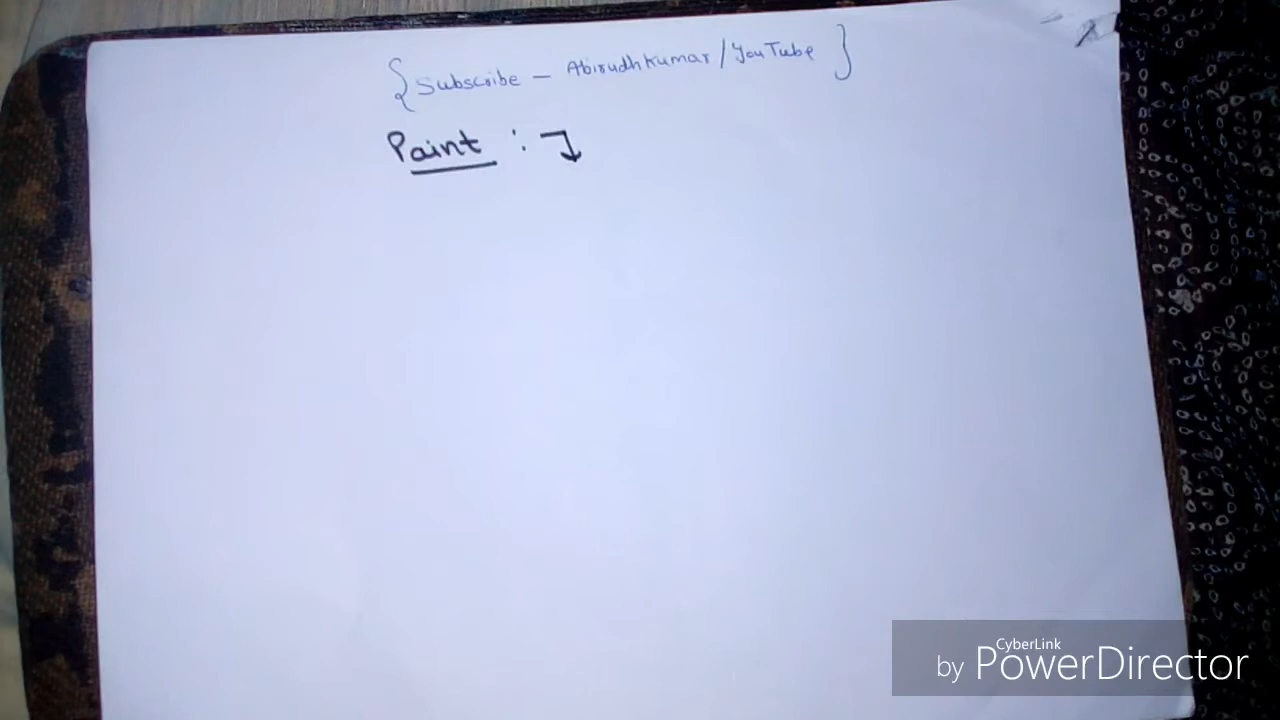 {Subscribe - Abirudhkumar/YouTube}
Paint :
CyberLink
by PowerDirector